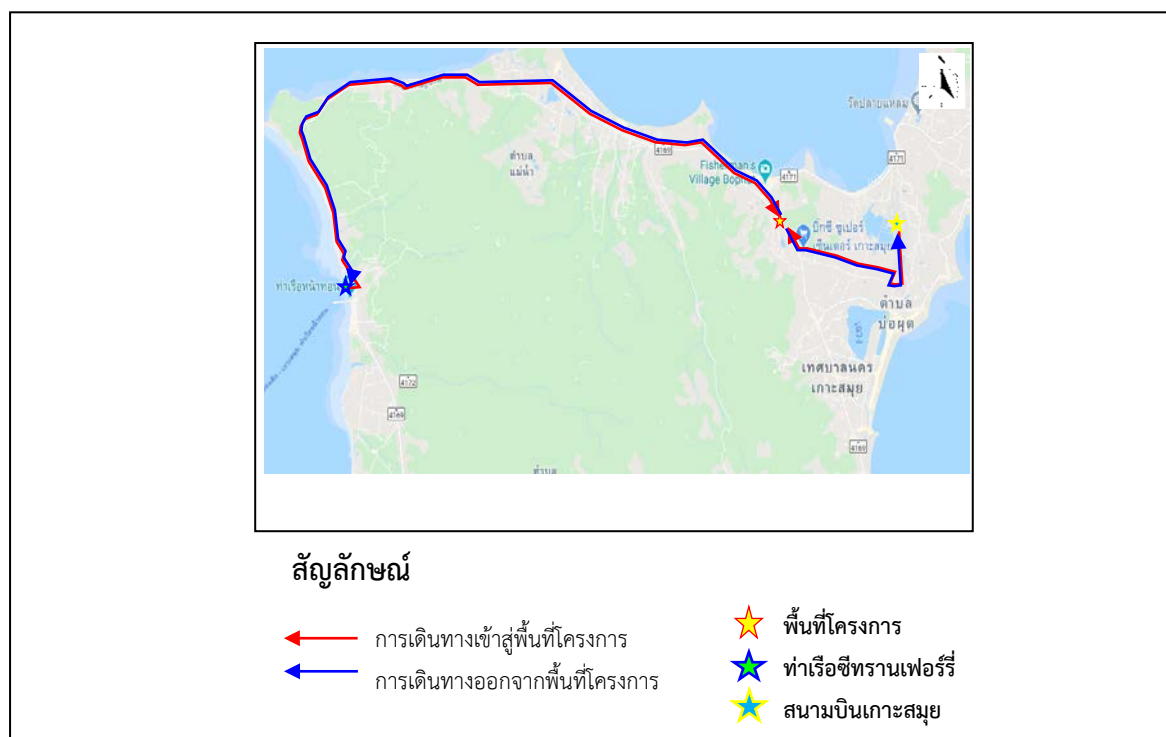 วัดปลายแหลม
4169
ตำบล
แม่น้ำ
4171
Fisherman's
Village Boph
4171
บิ๊กซี ซูเปอร์
เซ็นเตอร์ เกาะสมุย
ท่าเรือหน้าทอน
ตำบล
บ่อผุด
เทศบาลนคร
เกาะสมุย
4172
4169
4169
ตำบล
สัญลักษณ์
การเดินทางเข้าสู่พื้นที่โครงการ
การเดินทางออกจากพื้นที่โครงการ
พื้นที่โครงการ
ท่าเรือซีทรานเฟอร์รี่
สนามบินเกาะสมุย